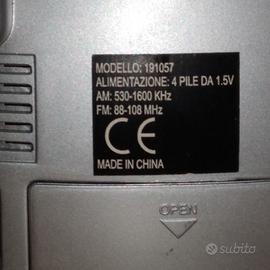 MODELLO: 191057
ALIMENTAZIONE: 4 PILE DA 1.5V
AM: 530-1600 KHz
FM: 88-108 MHz
CE
MADE IN CHINA
OPEN
subito